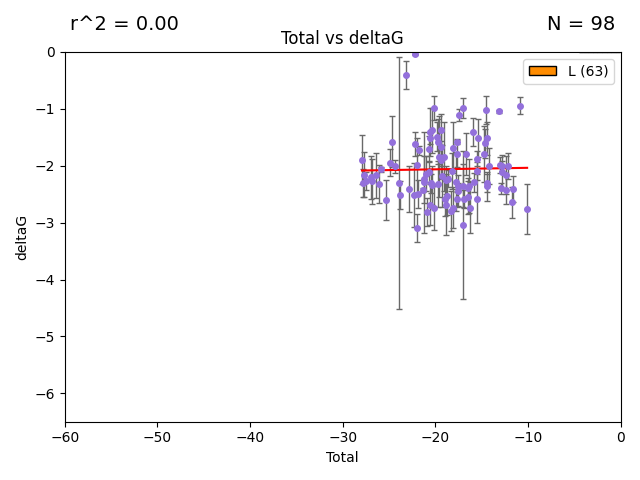 r^2 = 0.00
N = 98
Total vs deltaG
L (63)
0
−1
−2
−3
−4
−5
−6
deltaG
−60
−50
−40
−30
−20
−10
0
Total